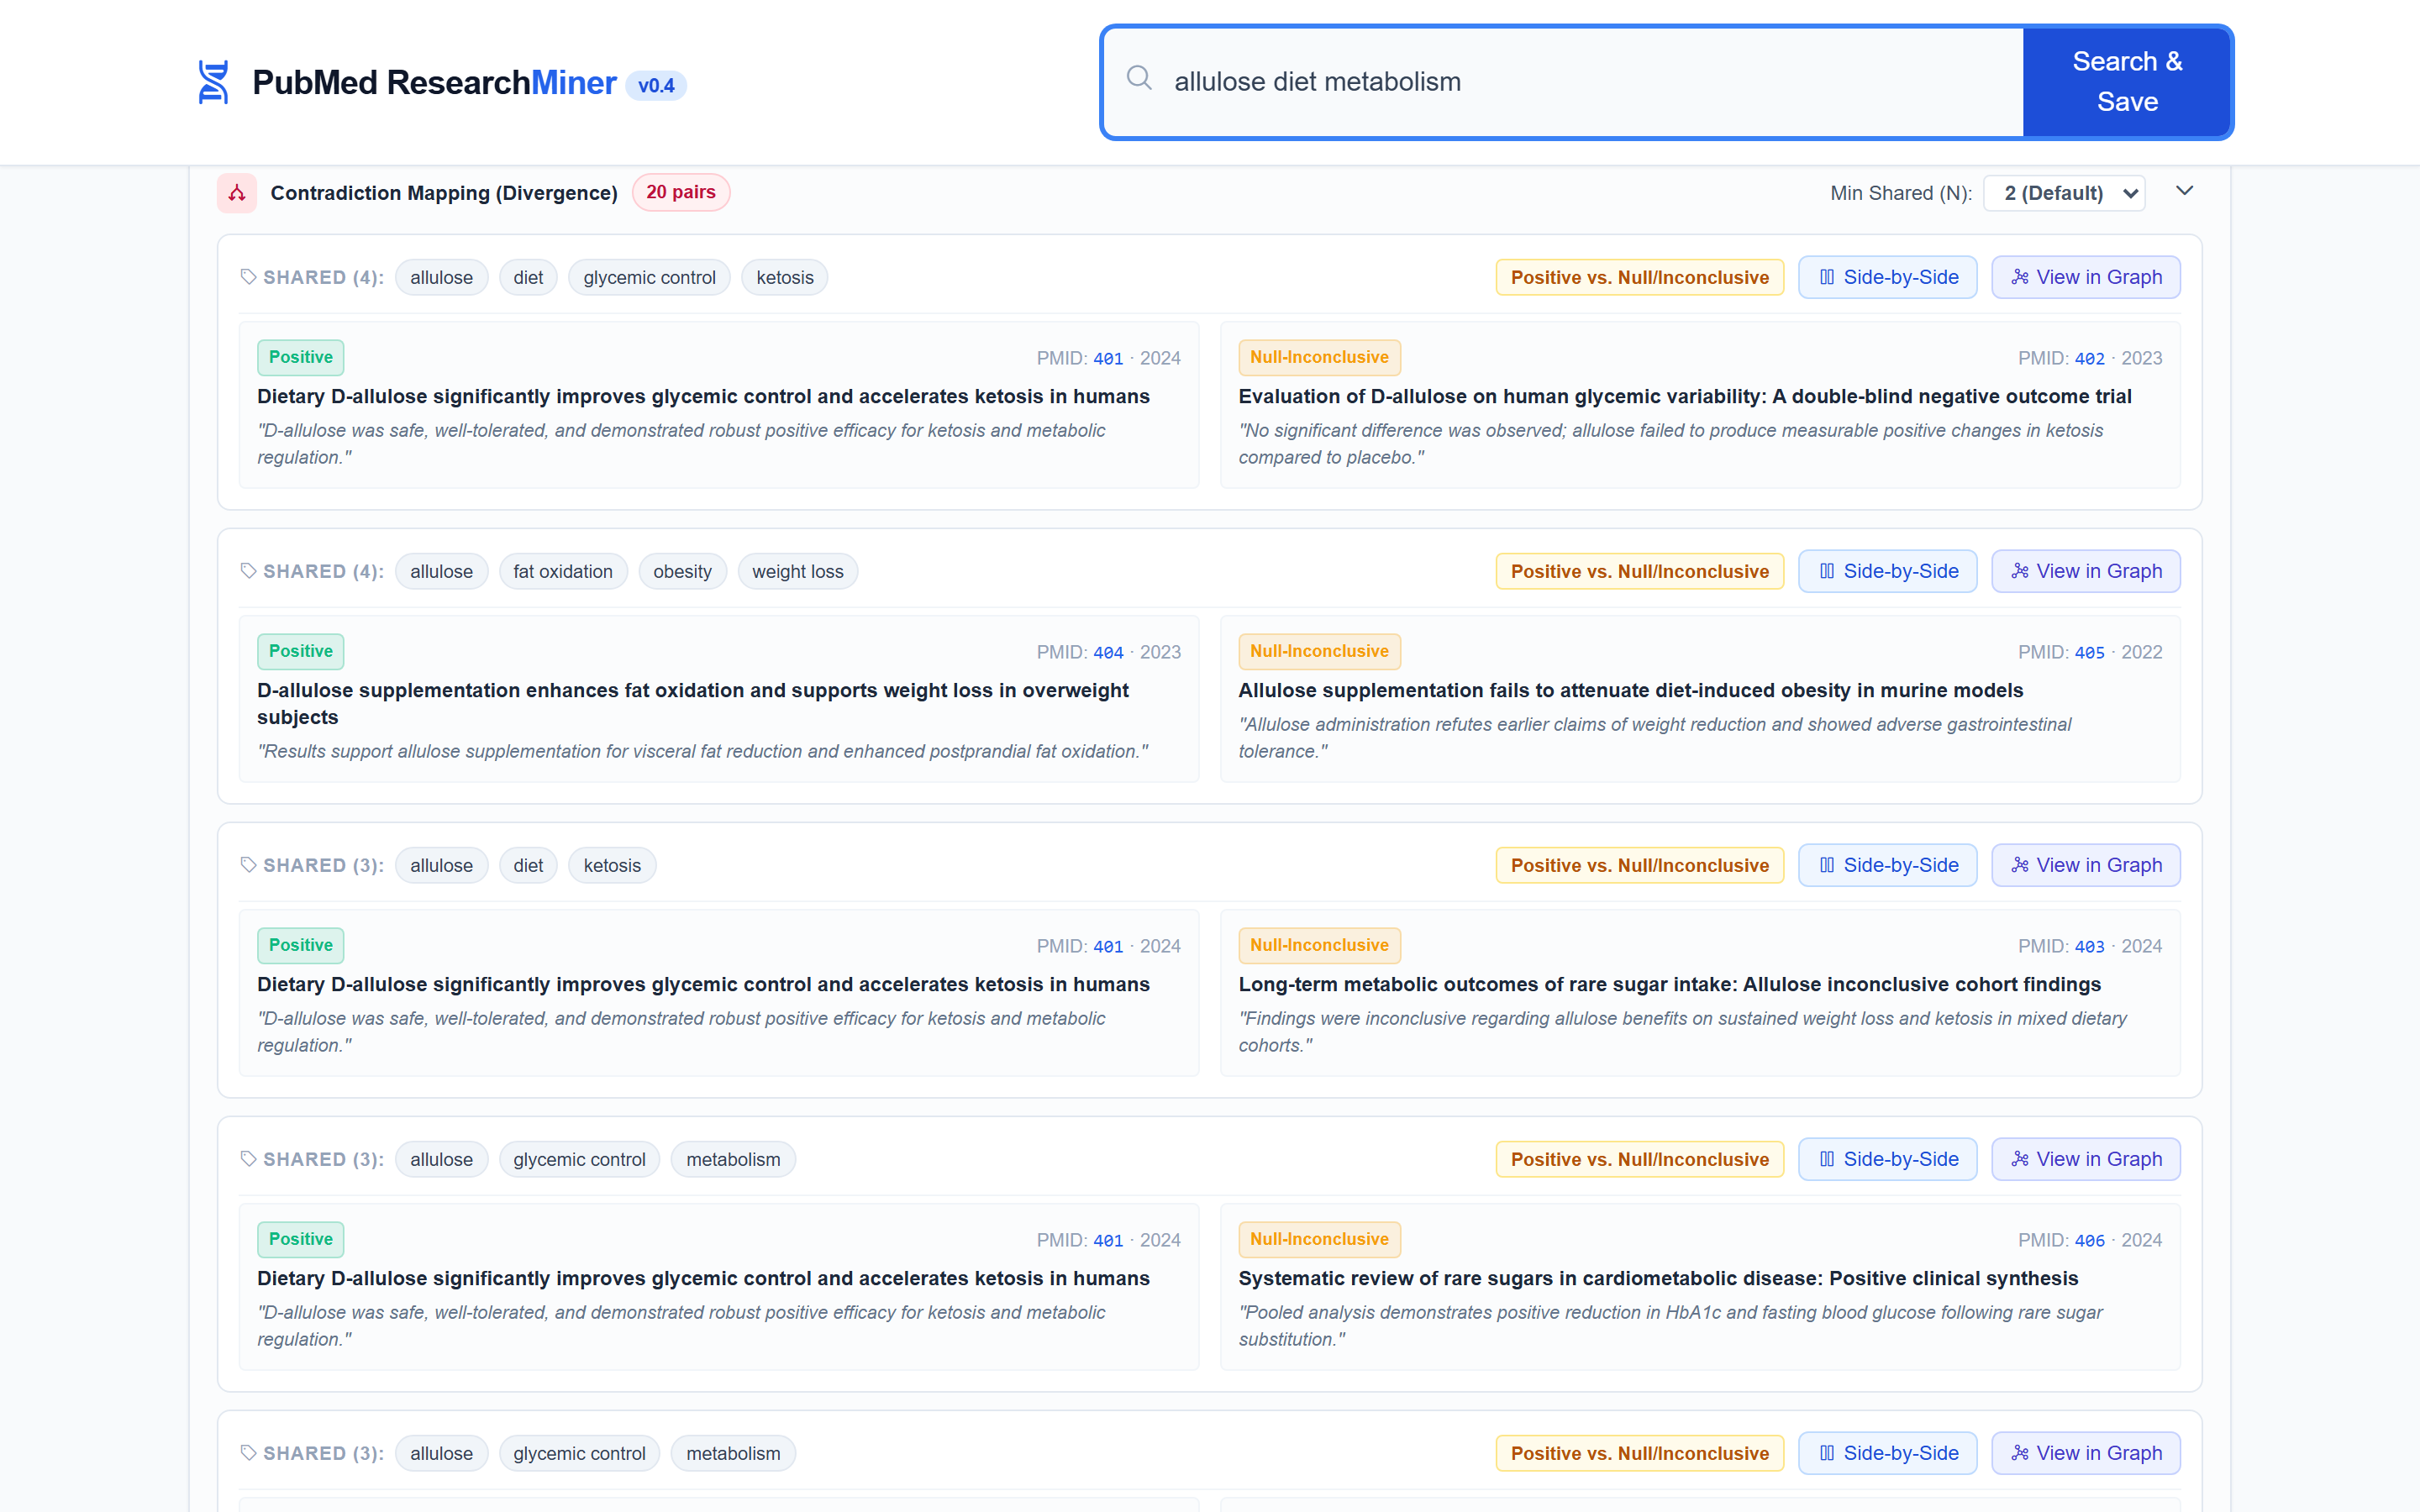 PubMed ResearchMiner v0.4
allulose diet metabolism
Search &
Save
Contradiction Mapping (Divergence) 20 pairs
Min Shared (N): 2 (Default)
SHARED (4): allulose diet glycemic control ketosis
Positive vs. Null/Inconclusive Side-by-Side View in Graph
Positive PMID: 401 · 2024
Dietary D-allulose significantly improves glycemic control and accelerates ketosis in humans
"D-allulose was safe, well-tolerated, and demonstrated robust positive efficacy for ketosis and metabolic
regulation."
Null-Inconclusive PMID: 402 · 2023
Evaluation of D-allulose on human glycemic variability: A double-blind negative outcome trial
"No significant difference was observed; allulose failed to produce measurable positive changes in ketosis
compared to placebo."
SHARED (4): allulose fat oxidation obesity weight loss
Positive vs. Null/Inconclusive Side-by-Side View in Graph
Positive PMID: 404 · 2023
D-allulose supplementation enhances fat oxidation and supports weight loss in overweight
subjects
"Results support allulose supplementation for visceral fat reduction and enhanced postprandial fat oxidation."
Null-Inconclusive PMID: 405 · 2022
Allulose supplementation fails to attenuate diet-induced obesity in murine models
"Allulose administration refutes earlier claims of weight reduction and showed adverse gastrointestinal
tolerance."
SHARED (3): allulose diet ketosis
Positive vs. Null/Inconclusive Side-by-Side View in Graph
Positive PMID: 401 · 2024
Dietary D-allulose significantly improves glycemic control and accelerates ketosis in humans
"D-allulose was safe, well-tolerated, and demonstrated robust positive efficacy for ketosis and metabolic
regulation."
Null-Inconclusive PMID: 403 · 2024
Long-term metabolic outcomes of rare sugar intake: Allulose inconclusive cohort findings
"Findings were inconclusive regarding allulose benefits on sustained weight loss and ketosis in mixed dietary
cohorts."
SHARED (3): allulose glycemic control metabolism
Positive vs. Null/Inconclusive Side-by-Side View in Graph
Positive PMID: 401 · 2024
Dietary D-allulose significantly improves glycemic control and accelerates ketosis in humans
"D-allulose was safe, well-tolerated, and demonstrated robust positive efficacy for ketosis and metabolic
regulation."
Null-Inconclusive PMID: 406 · 2024
Systematic review of rare sugars in cardiometabolic disease: Positive clinical synthesis
"Pooled analysis demonstrates positive reduction in HbA1c and fasting blood glucose following rare sugar
substitution."
SHARED (3): allulose glycemic control metabolism
Positive vs. Null/Inconclusive Side-by-Side View in Graph